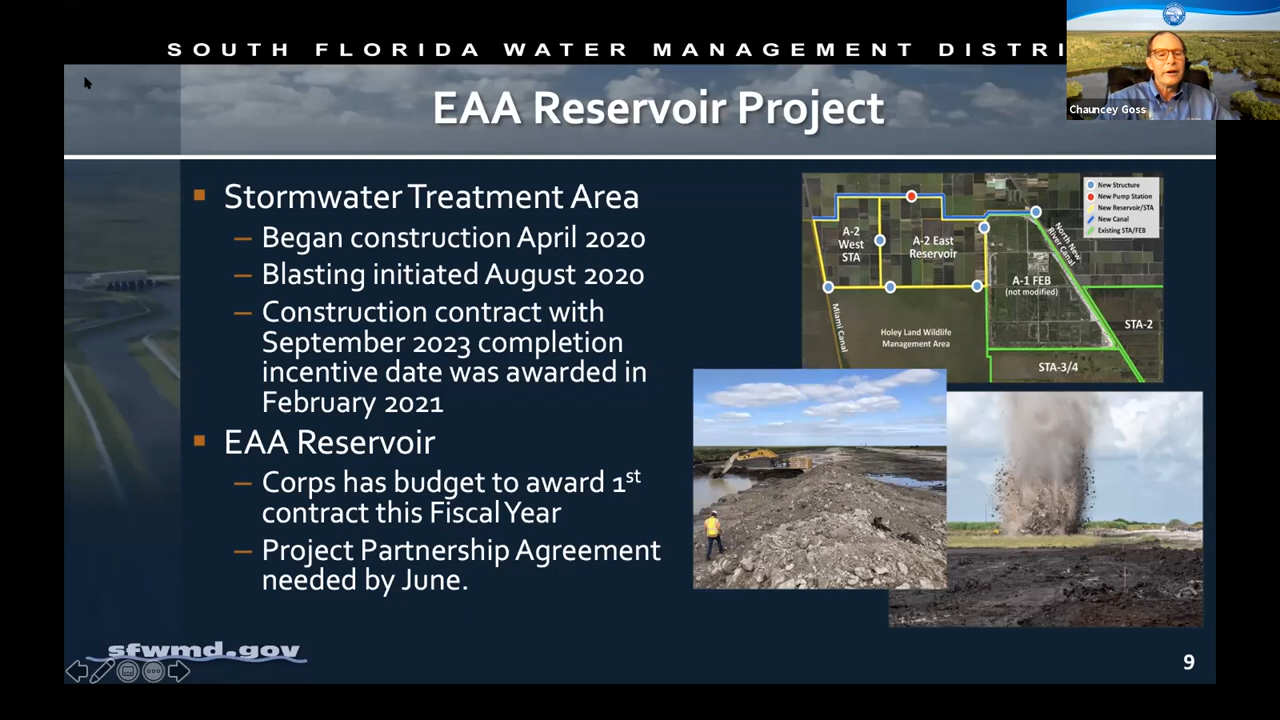 SOUTH FLORIDA WATER MANAGEMENT DISTRI
Chauncey Goss
EAA Reservoir Project
▪ Stormwater Treatment Area
– Began construction April 2020
– Blasting initiated August 2020
– Construction contract with
September 2023 completion
incentive date was awarded in
February 2021
▪ EAA Reservoir
– Corps has budget to award 1st
contract this Fiscal Year
– Project Partnership Agreement
needed by June.
New Structure
New Pump Station
New Reservoir/STA
New Canal
Existing STA/FEB
A-2
West
STA
A-2 East
Reservoir
North New
River Canal
A-1 FEB
(not modified)
Miami Canal
Holey Land Wildlife
Management Area
STA-2
STA-3/4
sfwmd.gov
9